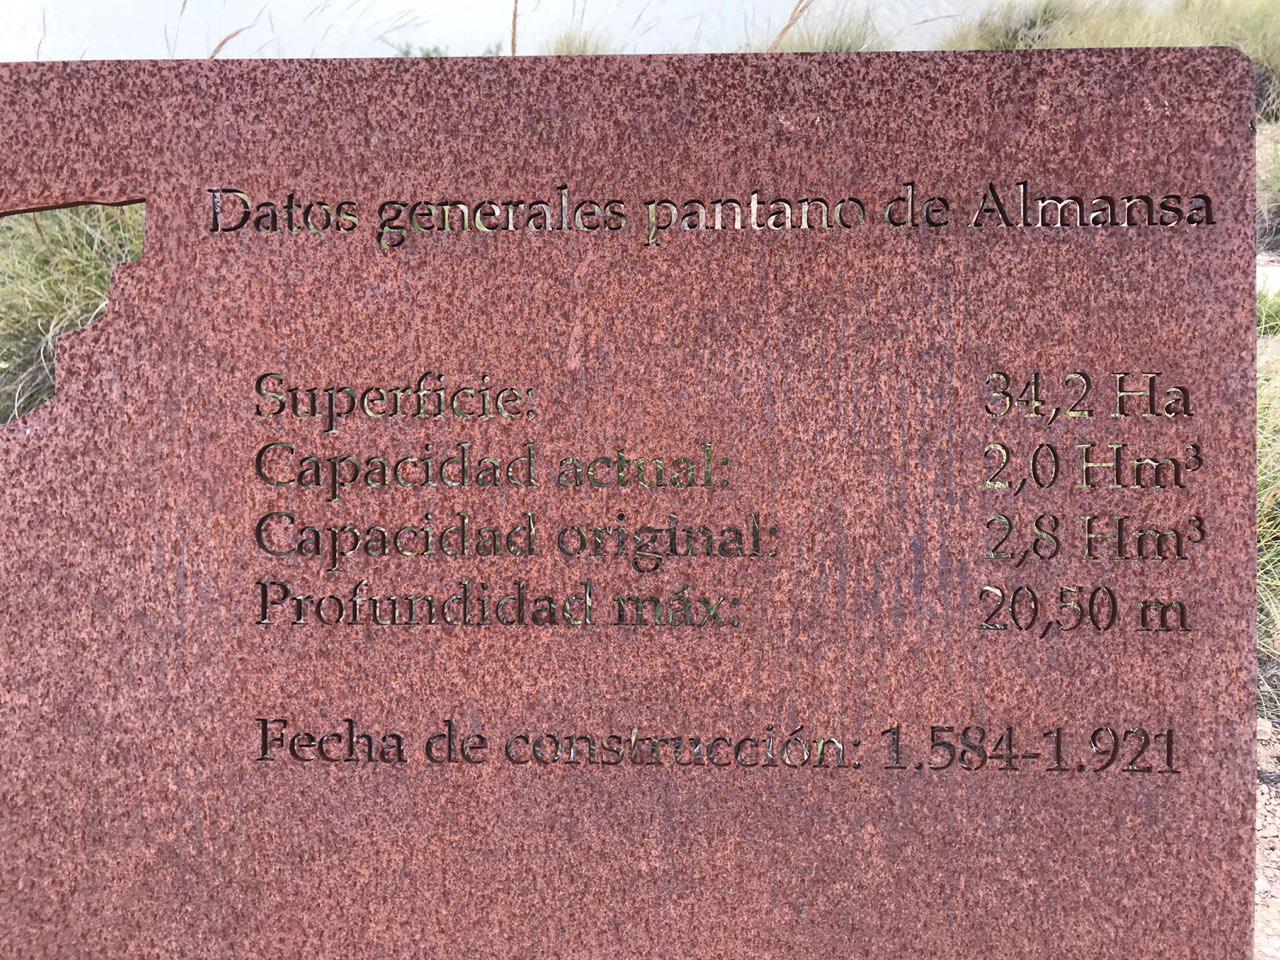 Datos generales pantano de Almansa
Superficie: 34,2 Ha
Capacidad actual: 2,0 Hm³
Capacidad original: 2,8 Hm³
Profundidad máx: 20,50 m
Fecha de construcción: 1.584-1.921